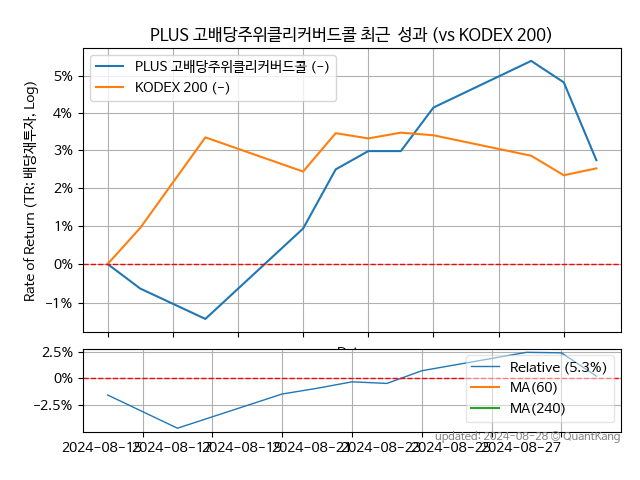 PLUS 고배당주위클리커버드콜 최근 성과 (vs KODEX 200)
Rate of Return (TR; 배당재투자, Log)
PLUS 고배당주위클리커버드콜 (-)
KODEX 200 (-)
5%
4%
3%
2%
1%
0%
-1%
2.5%
0%
-2.5%
Relative (5.3%)
MA(60)
MA(240)
updated: 2024-08-28 © QuantKang
2024-08-15
2024-08-17
2024-08-19
2024-08-21
2024-08-23
2024-08-25
2024-08-27